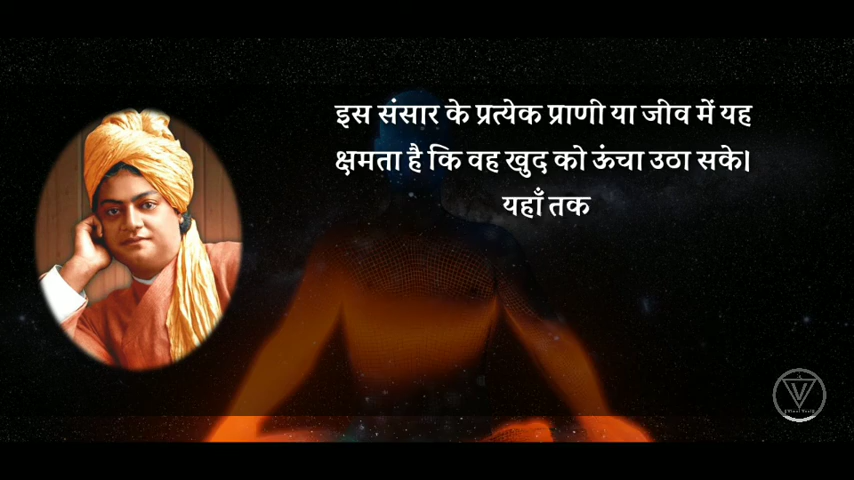 इस संसार के प्रत्येक प्राणी या जीव में यह
क्षमता है कि वह खुद को ऊंचा उठा सके।
यहाँ तक